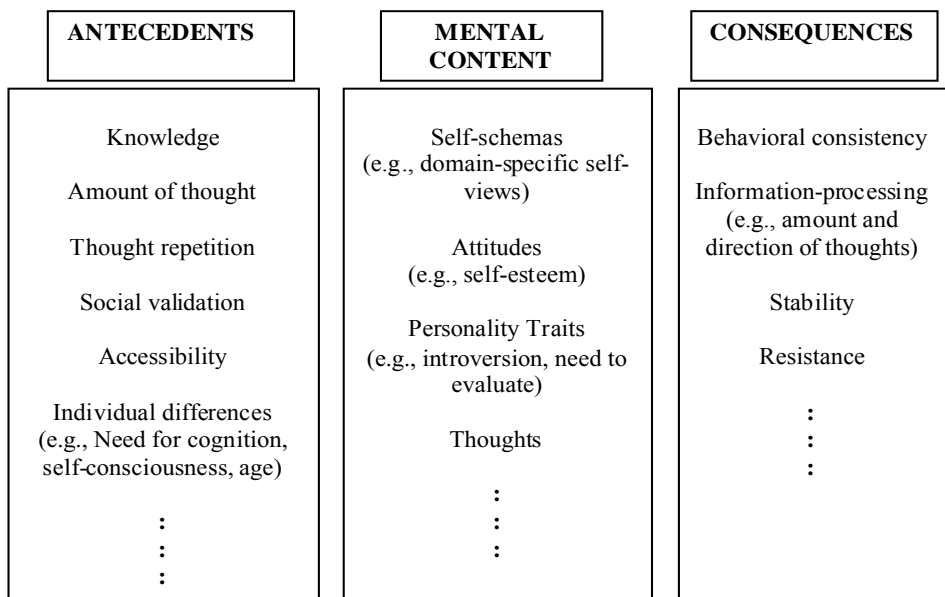 ANTECEDENTS
Knowledge
Amount of thought
Thought repetition
Social validation
Accessibility
Individual differences
(e.g., Need for cognition,
self-consciousness, age)
:
:
:
MENTAL
CONTENT
Self-schemas
(e.g., domain-specific self-
views)
Attitudes
(e.g., self-esteem)
Personality Traits
(e.g., introversion, need to
evaluate)
Thoughts
:
:
:
CONSEQUENCES
Behavioral consistency
Information-processing
(e.g., amount and
direction of thoughts)
Stability
Resistance
:
:
: